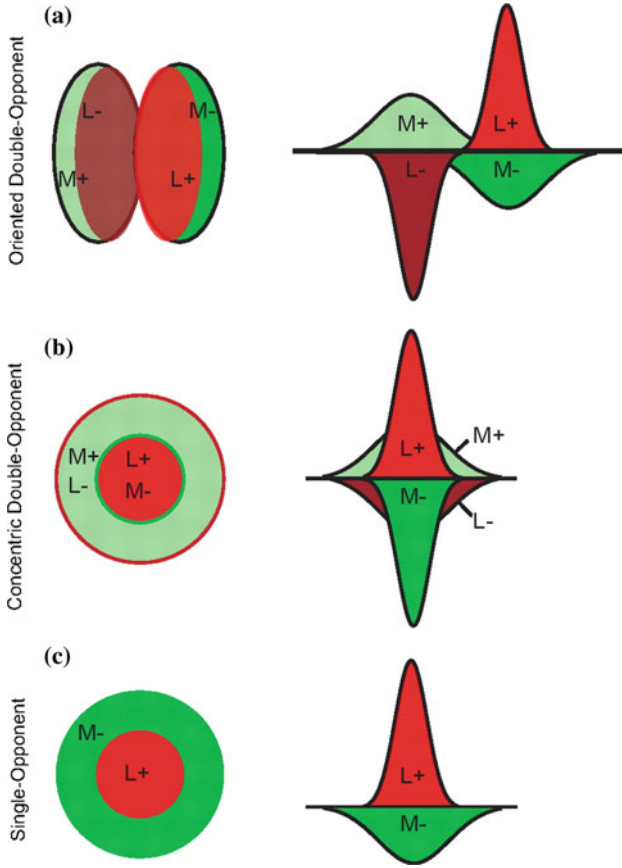 (a)
Oriented Double-Opponent
L-
M-
M+
L+
M+
L+
L-
M-
(b)
Concentric Double-Opponent
M+
L-
L+
M-
L+
M+
M-
L-
(c)
Single-Opponent
M-
L+
L+
M-